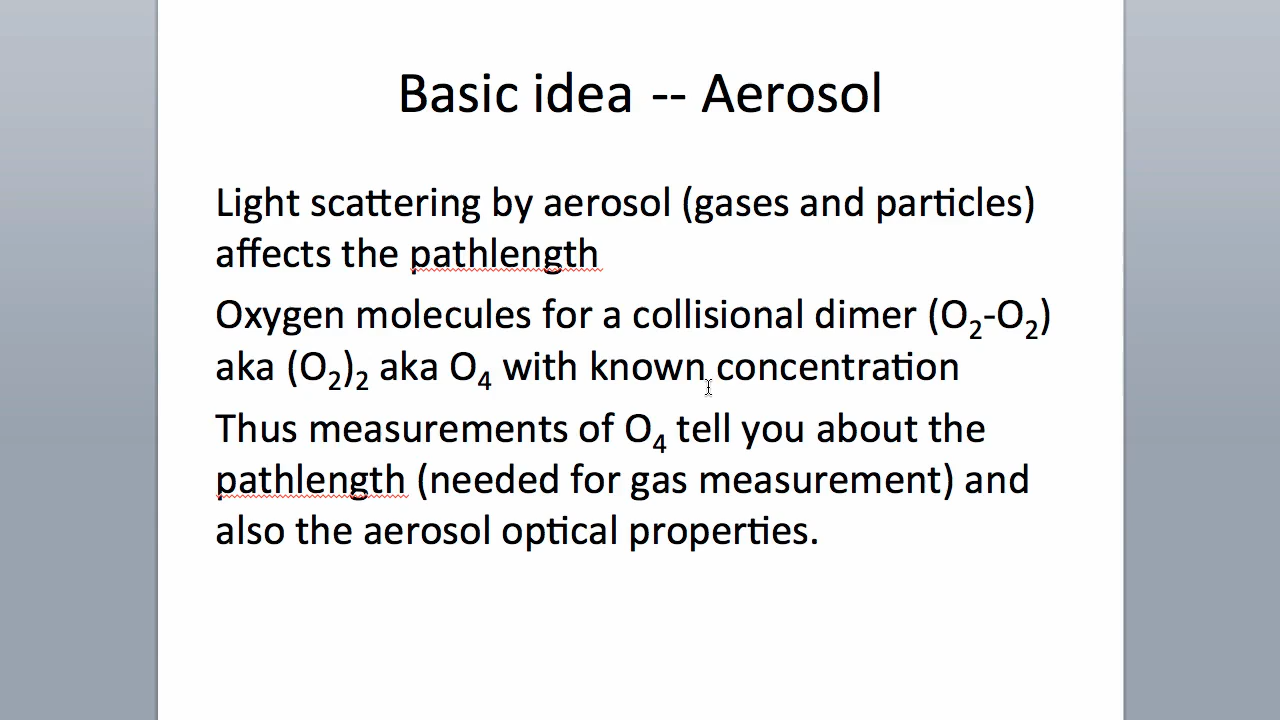 Basic idea -- Aerosol
Light scattering by aerosol (gases and particles)
affects the pathlength
Oxygen molecules for a collisional dimer (O₂-O₂)
aka (O₂)₂ aka O₄ with known concentration
Thus measurements of O₄ tell you about the
pathlength (needed for gas measurement) and
also the aerosol optical properties.